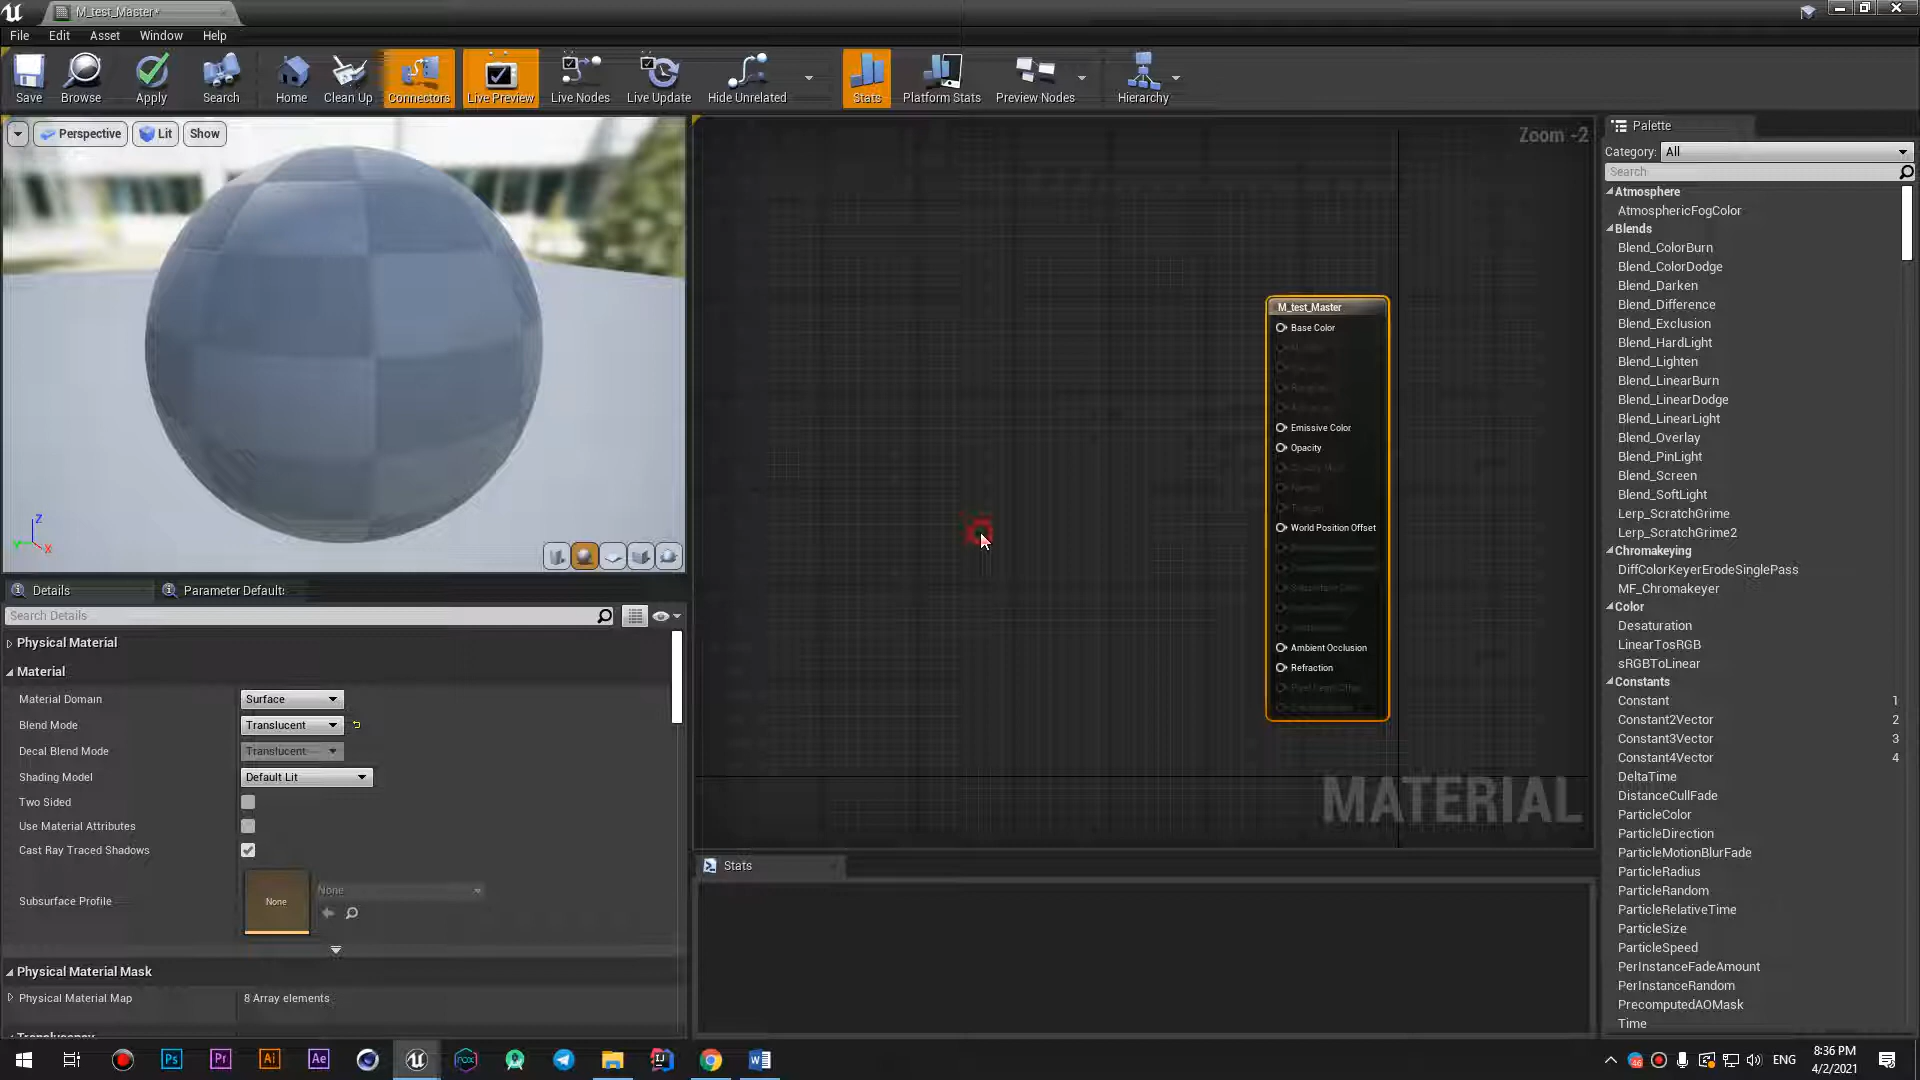 M_test_Master*
File Edit Asset Window Help
Save Browse Apply Search Home Clean Up Connectors Live Preview Live Nodes Live Update Hide Unrelated Stats Platform Stats Preview Nodes Hierarchy
Perspective Lit Show
Zoom -2
Palette
Category: All
Search
Atmosphere
AtmosphericFogColor
Blends
Blend_ColorBurn
Blend_ColorDodge
Blend_Darken
Blend_Difference
Blend_Exclusion
Blend_HardLight
Blend_Lighten
Blend_LinearBurn
Blend_LinearDodge
Blend_LinearLight
Blend_Overlay
Blend_PinLight
Blend_Screen
Blend_SoftLight
Lerp_ScratchGrime
Lerp_ScratchGrime2
Chromakeying
DiffColorKeyerErodeSinglePass
MF_Chromakeyer
Color
Desaturation
LinearTosRGB
sRGBToLinear
Constants
Constant 1
Constant2Vector 2
Constant3Vector 3
Constant4Vector 4
DeltaTime
DistanceCullFade
ParticleColor
ParticleDirection
ParticleMotionBlurFade
ParticleRadius
ParticleRandom
ParticleRelativeTime
ParticleSize
ParticleSpeed
PerInstanceFadeAmount
PerInstanceRandom
PrecomputedAOMask
Time
M_test_Master
Base Color
Emissive Color
Opacity
World Position Offset
Ambient Occlusion
Refraction
MATERIAL
Z
Y
X
Details Parameter Defaults
Search Details
Physical Material
Material
Material Domain Surface
Blend Mode Translucent
Decal Blend Mode Translucent
Shading Model Default Lit
Two Sided
Use Material Attributes
Cast Ray Traced Shadows
Subsurface Profile None None
Physical Material Mask
Physical Material Map 8 Array elements
Stats
Ps Pr Ai Ae
ENG
8:36 PM
4/2/2021